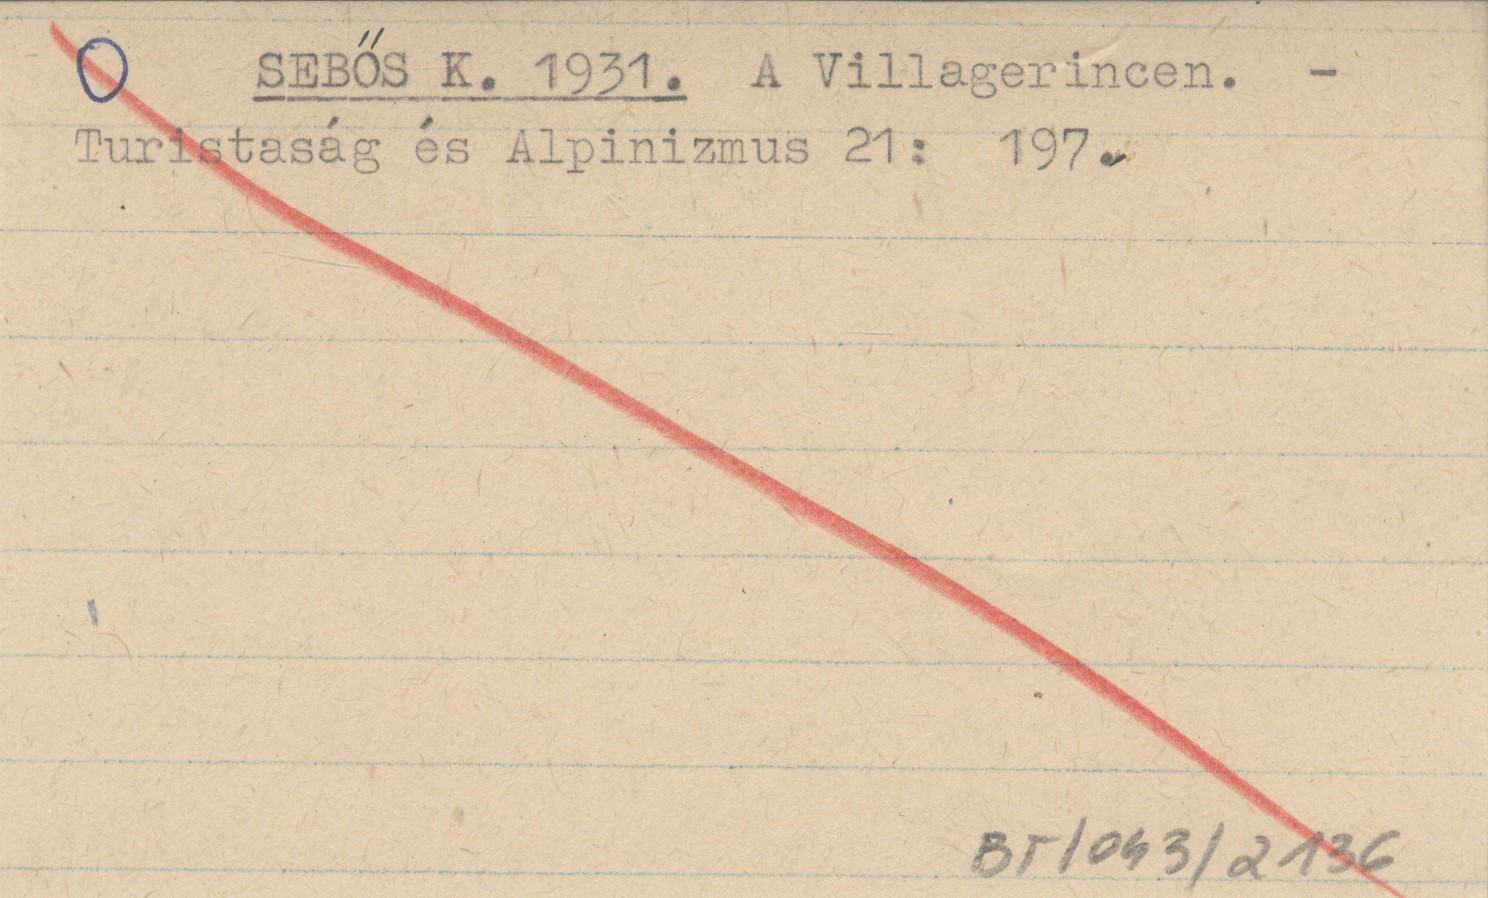 SEBŐS K. 1931. A Villagerincen. -
Turistaság és Alpinizmus 21: 197.
BT/043/2136